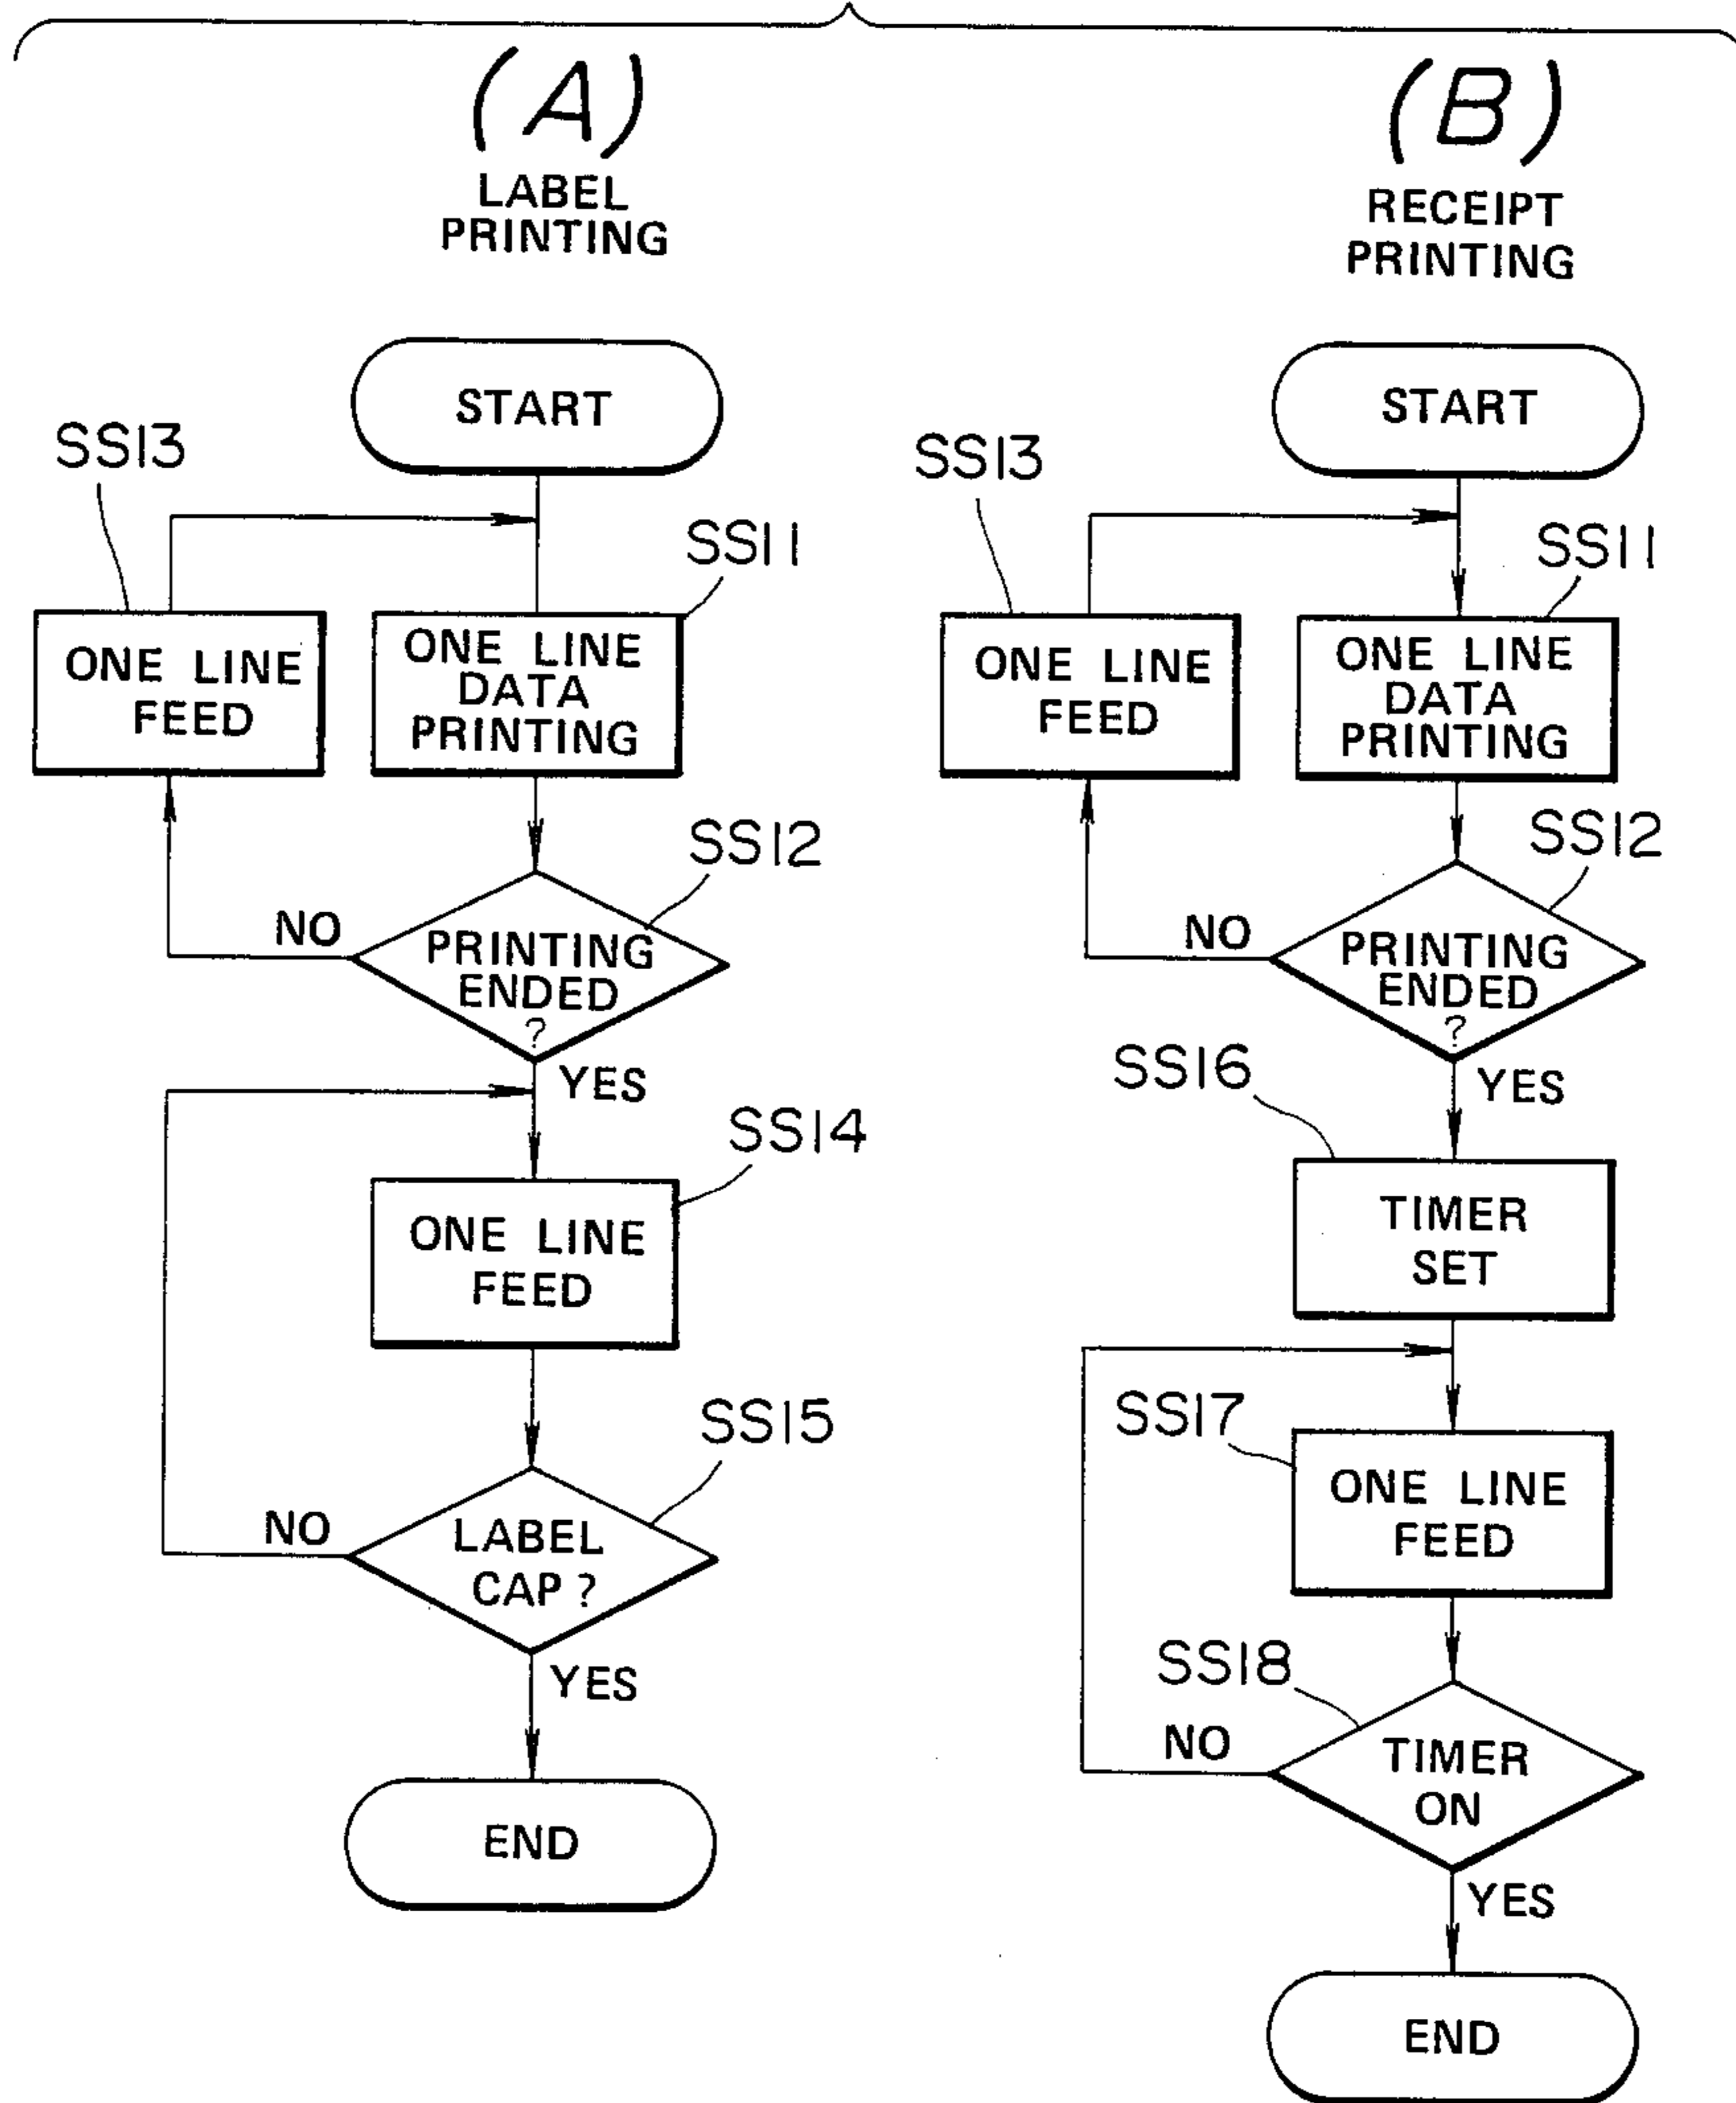 (A)
LABEL
PRINTING
START
SS13
SS11
ONE LINE
FEED
ONE LINE
DATA
PRINTING
SS12
NO
PRINTING
ENDED
?
YES
SS14
ONE LINE
FEED
SS15
NO
LABEL
CAP?
YES
END
(B)
RECEIPT
PRINTING
START
SS13
SS11
ONE LINE
FEED
ONE LINE
DATA
PRINTING
SS12
NO
PRINTING
ENDED
?
SS16
YES
TIMER
SET
SS17
ONE LINE
FEED
SS18
NO
TIMER
ON
YES
END